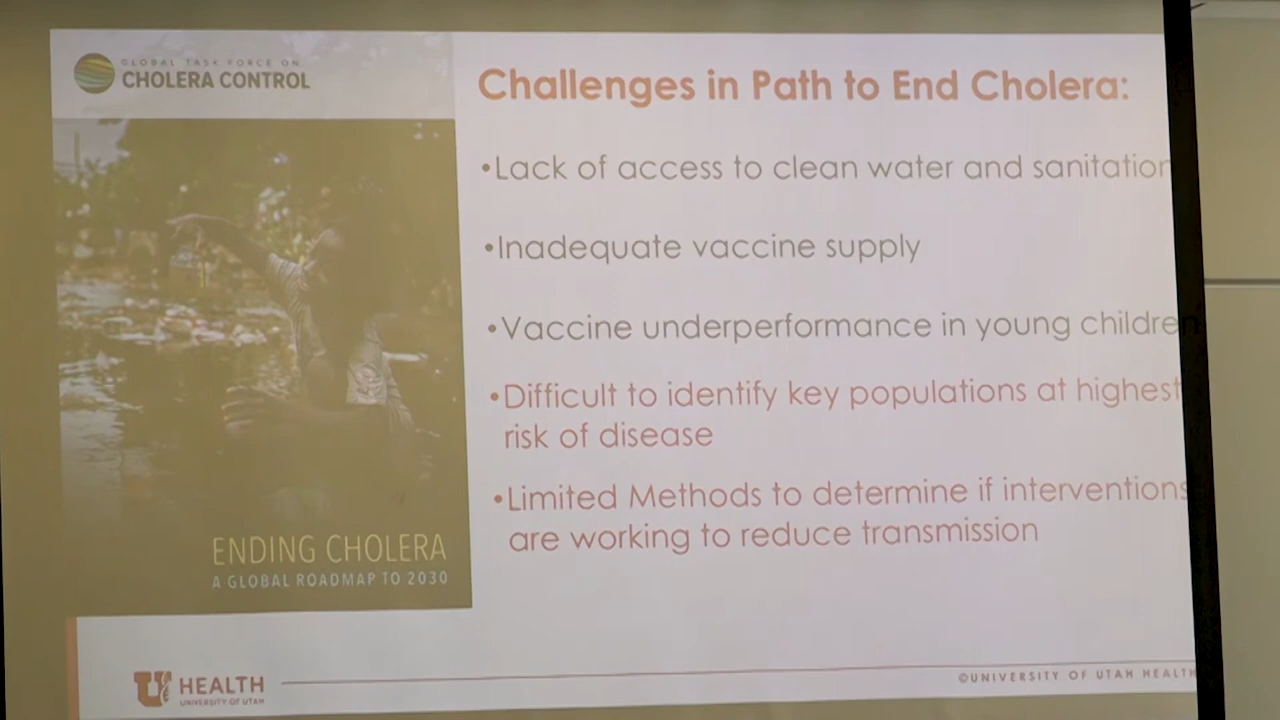 GLOBAL TASK FORCE ON
CHOLERA CONTROL
Challenges in Path to End Cholera:
•Lack of access to clean water and sanitation
•Inadequate vaccine supply
•Vaccine underperformance in young children
•Difficult to identify key populations at highest
risk of disease
•Limited Methods to determine if interventions
are working to reduce transmission
ENDING CHOLERA
A GLOBAL ROADMAP TO 2030
U HEALTH
UNIVERSITY OF UTAH
©UNIVERSITY OF UTAH HEALTH